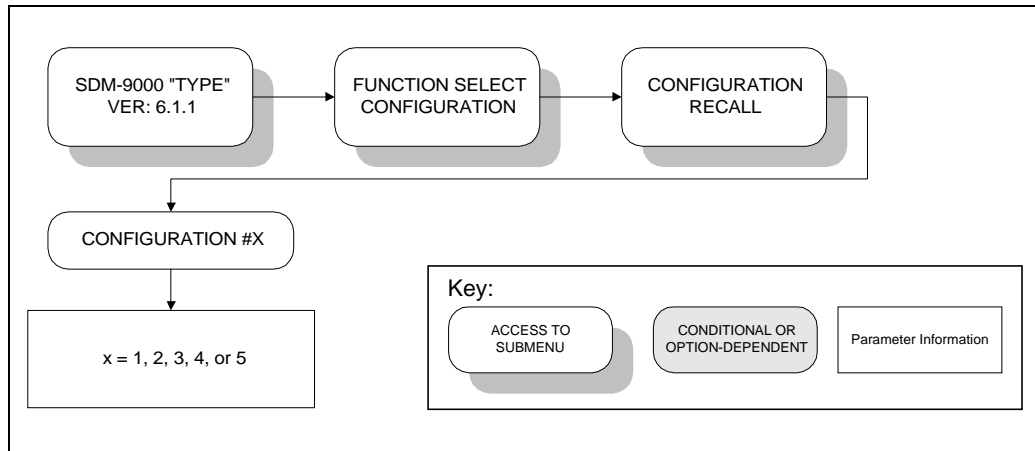 SDM-9000 "TYPE"
VER: 6.1.1
FUNCTION SELECT
CONFIGURATION
CONFIGURATION
RECALL
CONFIGURATION #X
x = 1, 2, 3, 4, or 5
Key:
ACCESS TO
SUBMENU
CONDITIONAL OR
OPTION-DEPENDENT
Parameter Information